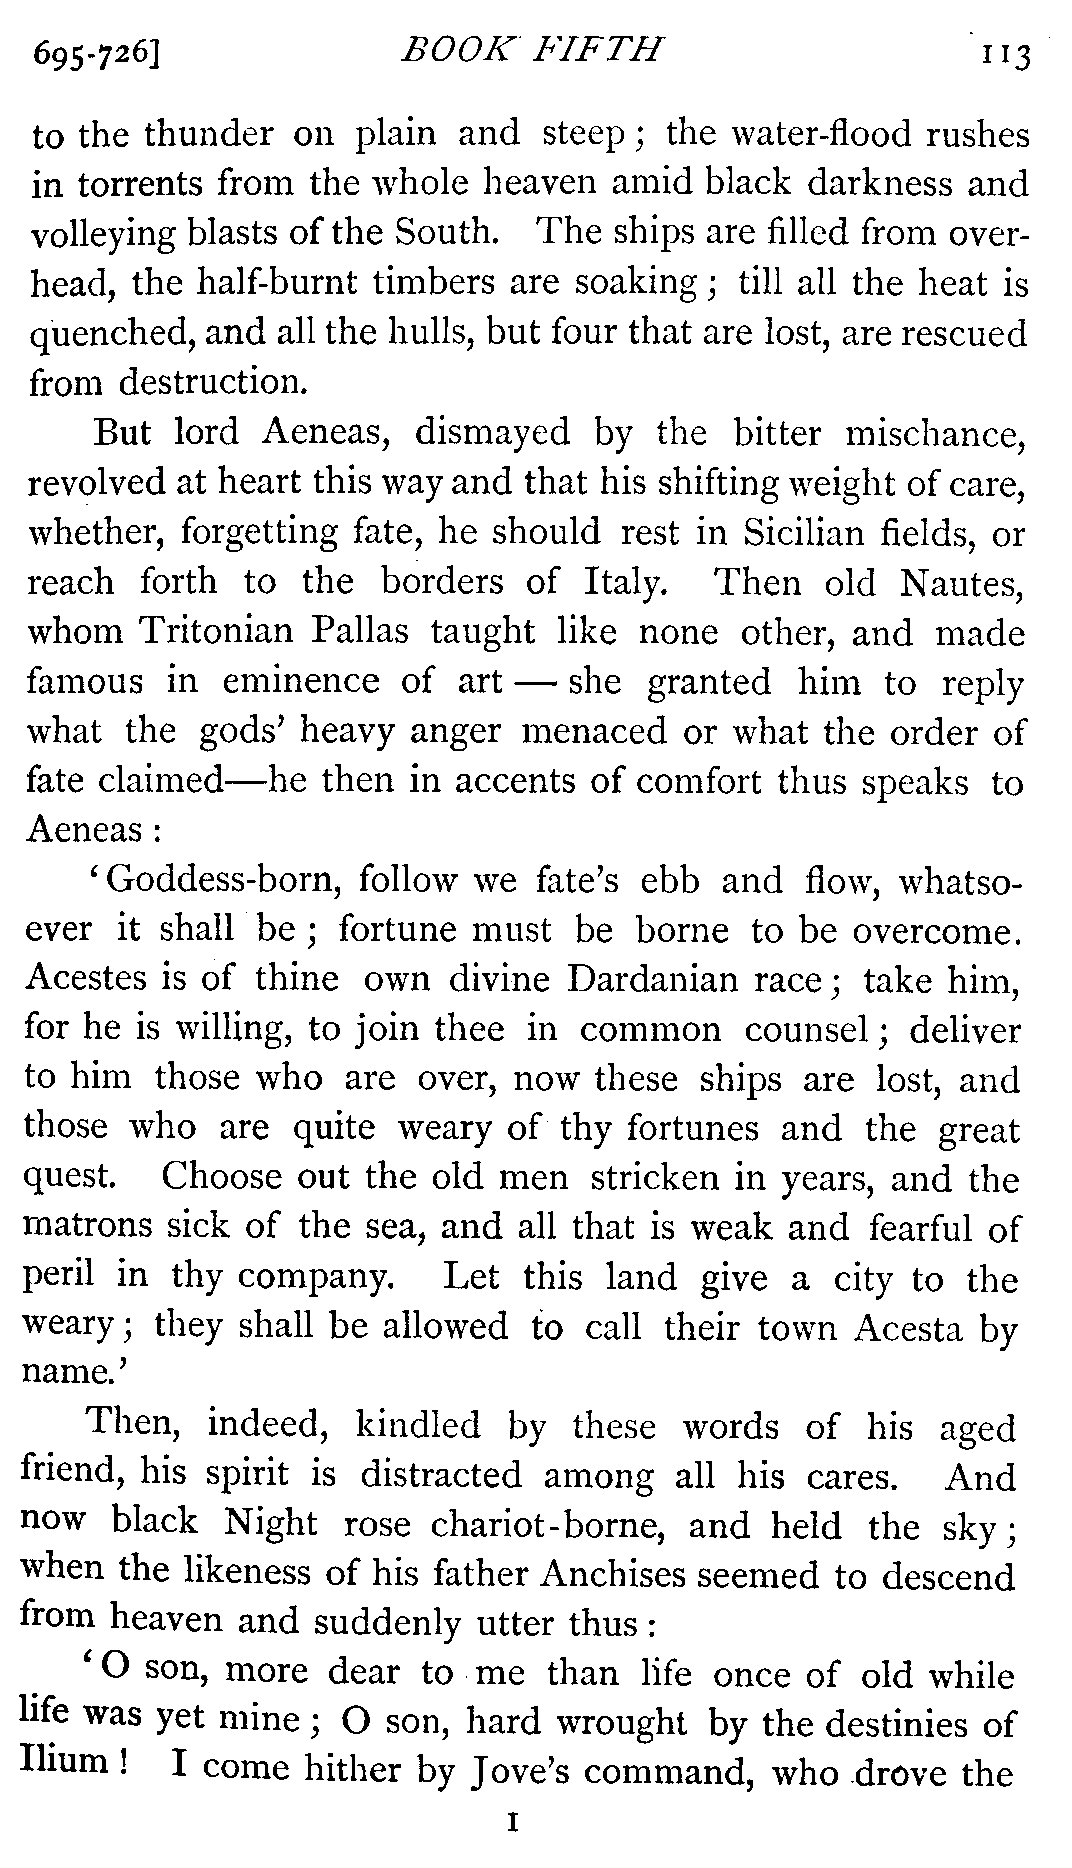 695-726] BOOK FIFTH 113
to the thunder on plain and steep ; the water-flood rushes
in torrents from the whole heaven amid black darkness and
volleying blasts of the South. The ships are filled from over-
head, the half-burnt timbers are soaking ; till all the heat is
quenched, and all the hulls, but four that are lost, are rescued
from destruction.
But lord Aeneas, dismayed by the bitter mischance,
revolved at heart this way and that his shifting weight of care,
whether, forgetting fate, he should rest in Sicilian fields, or
reach forth to the borders of Italy. Then old Nautes,
whom Tritonian Pallas taught like none other, and made
famous in eminence of art — she granted him to reply
what the gods’ heavy anger menaced or what the order of
fate claimed—he then in accents of comfort thus speaks to
Aeneas :
‘Goddess-born, follow we fate’s ebb and flow, whatso-
ever it shall be ; fortune must be borne to be overcome.
Acestes is of thine own divine Dardanian race ; take him,
for he is willing, to join thee in common counsel ; deliver
to him those who are over, now these ships are lost, and
those who are quite weary of thy fortunes and the great
quest. Choose out the old men stricken in years, and the
matrons sick of the sea, and all that is weak and fearful of
peril in thy company. Let this land give a city to the
weary ; they shall be allowed to call their town Acesta by
name.’
Then, indeed, kindled by these words of his aged
friend, his spirit is distracted among all his cares. And
now black Night rose chariot-borne, and held the sky ;
when the likeness of his father Anchises seemed to descend
from heaven and suddenly utter thus :
‘O son, more dear to me than life once of old while
life was yet mine ; O son, hard wrought by the destinies of
Ilium ! I come hither by Jove’s command, who drove the
I